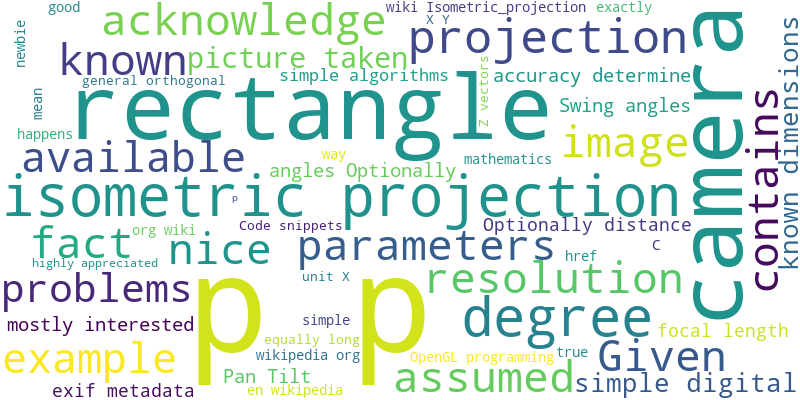 good
wiki Isometric_projection
exactly
acknowledge
X Y
newbie
known
projection
picture taken
general orthogonal
simple algorithms
accuracy determine
Z vectors
camera
known dimensions
contains
mean
rectangle
Swing angles
happens
available
way
image
mathematics
angles Optionally
isometric projection
p
Code snippets
Optionally distance
fact
org wiki
nice
parameters
C
highly appreciated
href
problems
p p
unit X
resolution
mostly interested
simple
degree
focal length
example
equally long
wikipedia org
OpenGL programming
true
Given
exif metadata
Pan Tilt
en wikipedia
assumed
simple digital